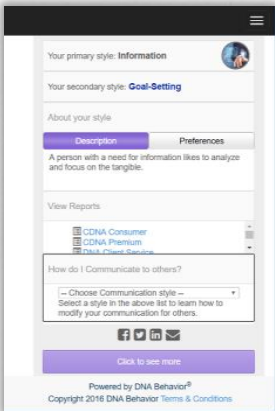 Your primary style: Information
Your secondary style: Goal-Setting
About your style
Description Preferences
A person with a need for information likes to analyze
and focus on the tangible.
View Reports
CDNA Consumer
CDNA Premium
DNA Client Service
How do I Communicate to others?
-- Choose Communication style --
Select a style in the above list to learn how to
modify your communication for others.
Click to see more
Powered by DNA Behavior®
Copyright 2016 DNA Behavior Terms & Conditions